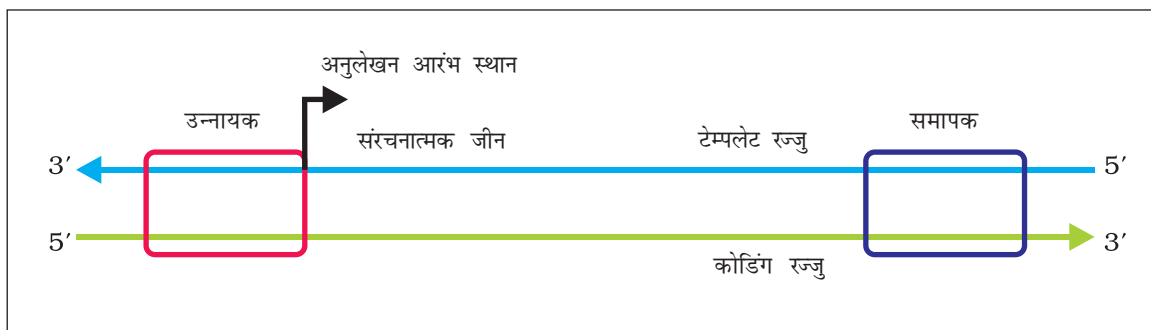 अनुलेखन आरंभ स्थान
उन्नायक
समापक
संरचनात्मक जीन
टेम्पलेट रज्जु
3′
5′
5′
3′
कोडिंग रज्जु